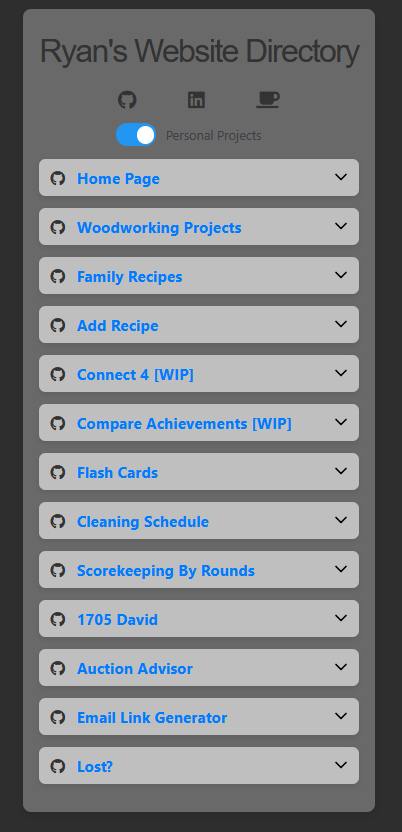 Ryan's Website Directory
Personal Projects
Home Page
Woodworking Projects
Family Recipes
Add Recipe
Connect 4 [WIP]
Compare Achievements [WIP]
Flash Cards
Cleaning Schedule
Scorekeeping By Rounds
1705 David
Auction Advisor
Email Link Generator
Lost?